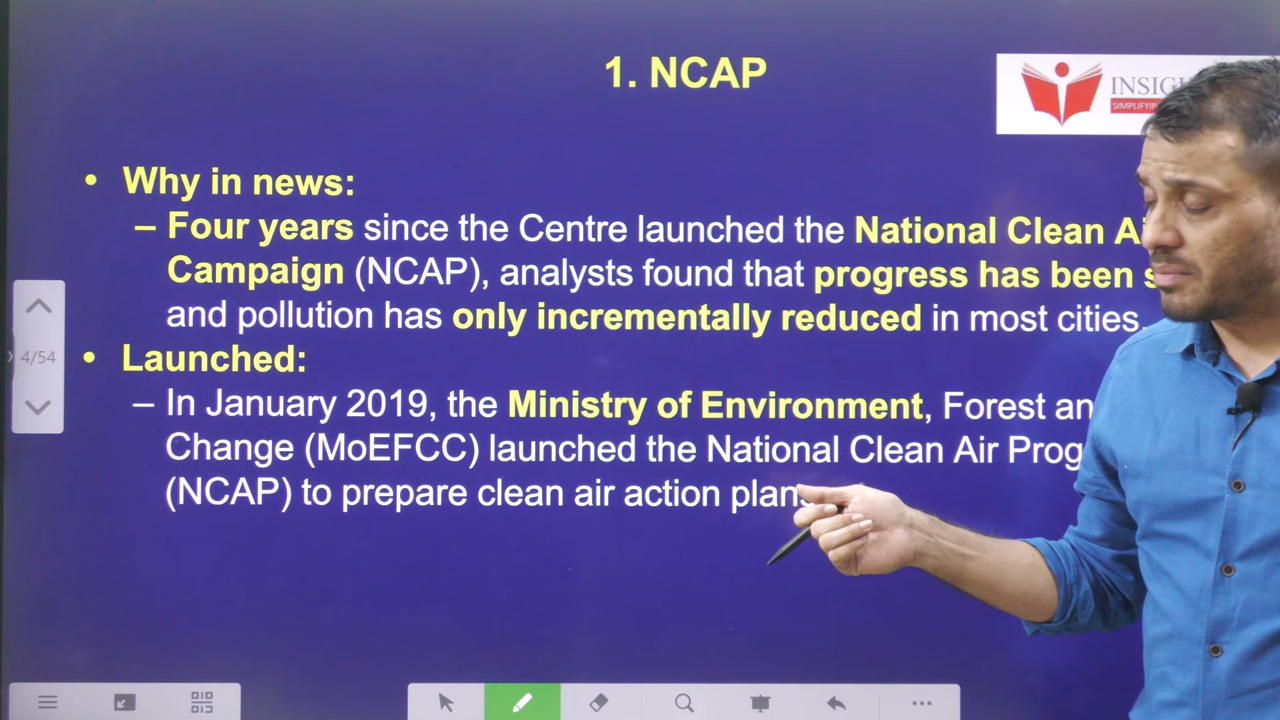 1. NCAP
INSIGH
SIMPLIFYIN
• Why in news:
– Four years since the Centre launched the National Clean Ai
Campaign (NCAP), analysts found that progress has been s
and pollution has only incrementally reduced in most cities.
4/54
• Launched:
– In January 2019, the Ministry of Environment, Forest an
Change (MoEFCC) launched the National Clean Air Prog
(NCAP) to prepare clean air action plans